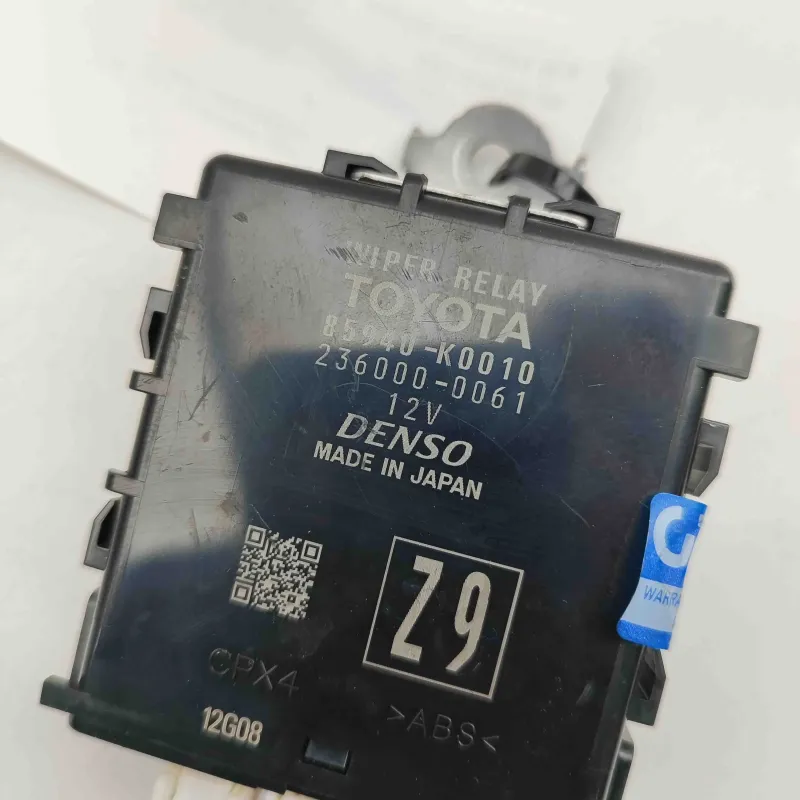 WIPER RELAY
TOYOTA
85940-K0010
236000-0061
12V
DENSO
MADE IN JAPAN
Z9
CPX4
>ABS<
12G08